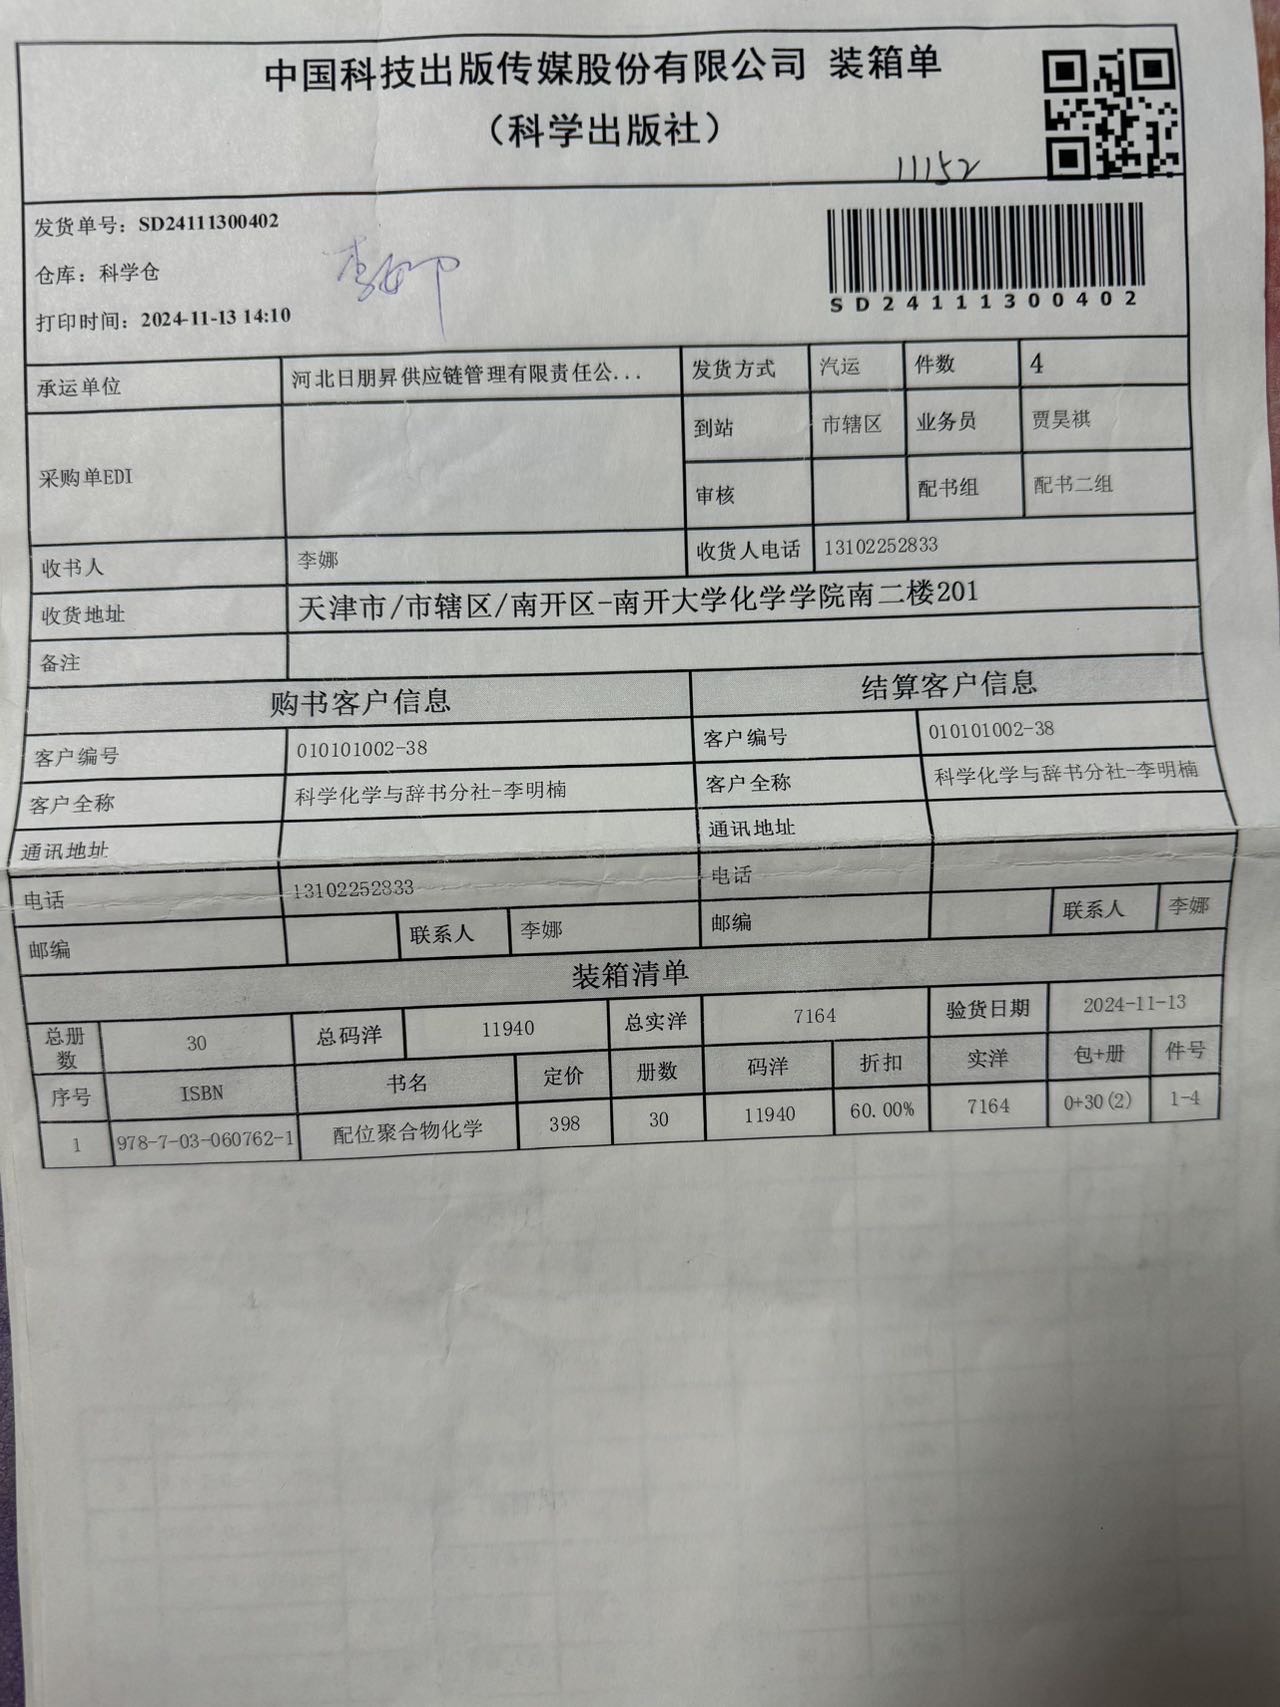 中国科技出版传媒股份有限公司 装箱单
（科学出版社）
11152
发货单号：SD24111300402
仓库：科学仓
李娜
打印时间：2024-11-13 14:10
SD24111300402
承运单位 河北日朋昇供应链管理有限责任公... 发货方式 汽运 件数 4
采购单EDI 到站 市辖区 业务员 贾昊祺
审核 配书组 配书二组
收书人 李娜 收货人电话 13102252833
收货地址 天津市/市辖区/南开区-南开大学化学学院南二楼201
备注
购书客户信息 结算客户信息
客户编号 010101002-38 客户编号 010101002-38
客户全称 科学化学与辞书分社-李明楠 客户全称 科学化学与辞书分社-李明楠
通讯地址 通讯地址
电话 13102252833 电话
邮编 联系人 李娜 邮编 联系人 李娜
装箱清单
总册数 30 总码洋 11940 总实洋 7164 验货日期 2024-11-13
序号 ISBN 书名 定价 册数 码洋 折扣 实洋 包+册 件号
1 978-7-03-060762-1 配位聚合物化学 398 30 11940 60.00% 7164 0+30(2) 1-4